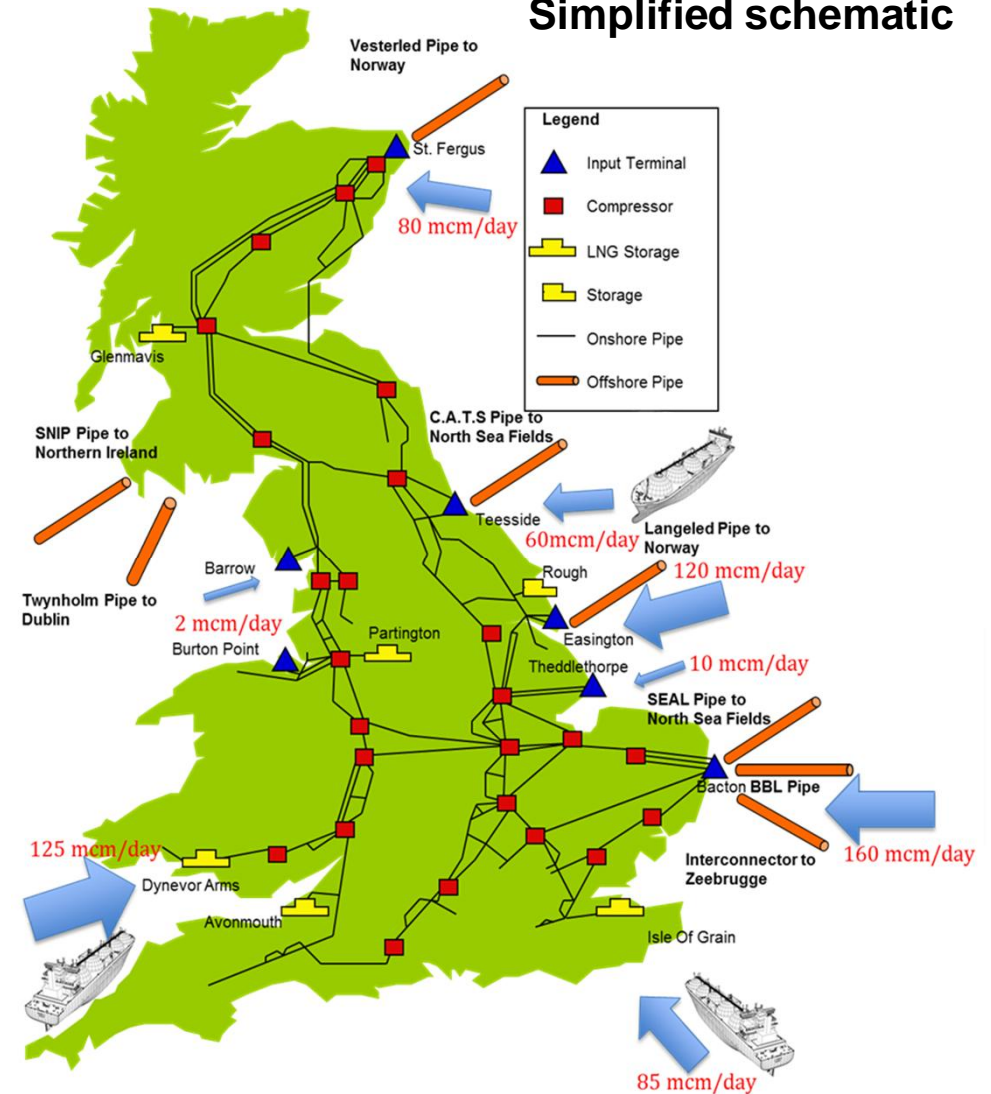 Simplified schematic
Vesterled Pipe to
Norway
Legend
St. Fergus
Input Terminal
80 mcm/day
Compressor
LNG Storage
Storage
Onshore Pipe
Glenmavis
Offshore Pipe
C.A.T.S Pipe to
North Sea Fields
SNIP Pipe to
Northern Ireland
Teesside
60mcm/day
Langeled Pipe to
Norway
120 mcm/day
Barrow
Rough
Twynholm Pipe to
Dublin
2 mcm/day
Easington
Partington
Burton Point
Theddlethorpe
10 mcm/day
SEAL Pipe to
North Sea Fields
Bacton BBL Pipe
125 mcm/day
160 mcm/day
Interconnector to
Zeebrugge
Dynevor Arms
Avonmouth
Isle Of Grain
85 mcm/day